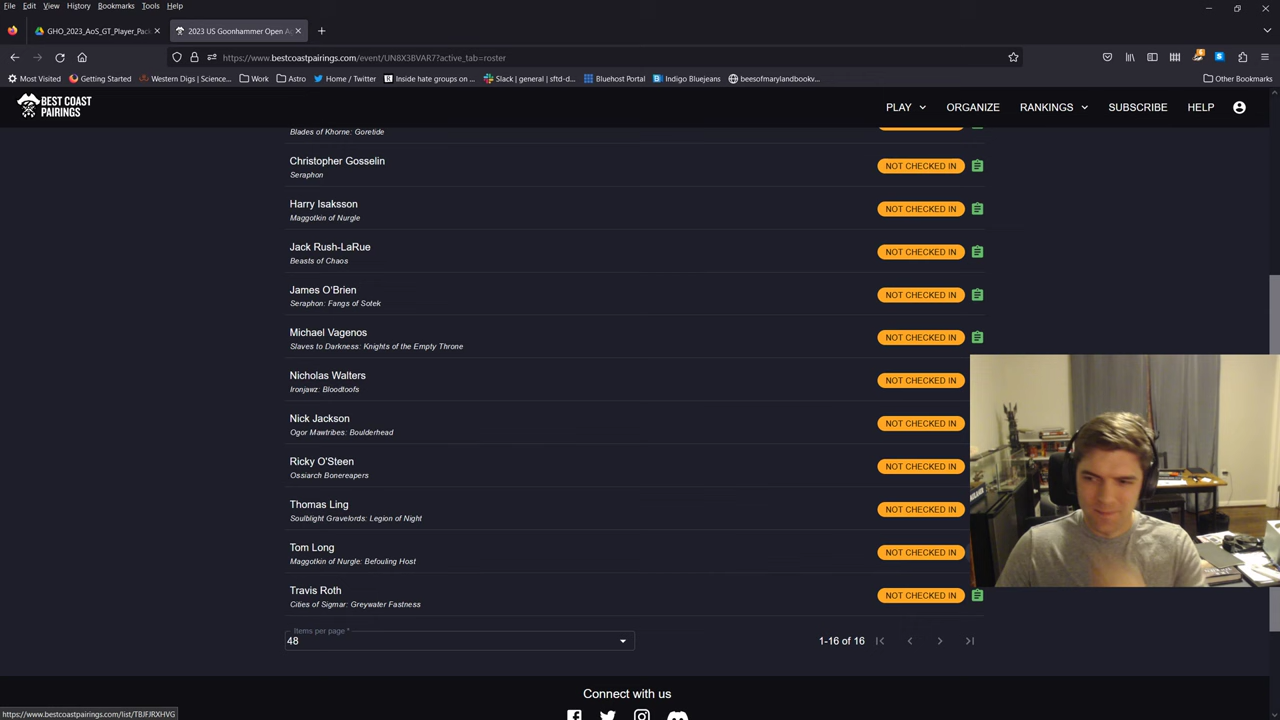 File Edit View History Bookmarks Tools Help
GHO_2023_AoS_GT_Player_Pack
2023 US Goonhammer Open A
https://www.bestcoastpairings.com/event/UN8X3BVAR7?active_tab=roster
Most Visited Getting Started Western Digs | Science... Work Astro Home / Twitter Inside hate groups on ... Slack | general | sftd-d... Bluehost Portal Indigo Bluejeans beesofmarylandbookkv... Other Bookmarks
BEST COAST PAIRINGS
PLAY ORGANIZE RANKINGS SUBSCRIBE HELP
Blades of Khorne: Goretide
Christopher Gosselin NOT CHECKED IN
Seraphon
Harry Isaksson NOT CHECKED IN
Maggotkin of Nurgle
Jack Rush-LaRue NOT CHECKED IN
Beasts of Chaos
James O'Brien NOT CHECKED IN
Seraphon: Fangs of Sotek
Michael Vagenos NOT CHECKED IN
Slaves to Darkness: Knights of the Empty Throne
Nicholas Walters NOT CHECKED IN
Ironjawz: Bloodtoofs
Nick Jackson NOT CHECKED IN
Ogor Mawtribes: Boulderhead
Ricky O'Steen NOT CHECKED IN
Ossiarch Bonereapers
Thomas Ling NOT CHECKED IN
Soulblight Gravelords: Legion of Night
Tom Long NOT CHECKED IN
Maggotkin of Nurgle: Befouling Host
Travis Roth NOT CHECKED IN
Cities of Sigmar: Greywater Fastness
Items per page *
48
1-16 of 16
Connect with us
https://www.bestcoastpairings.com/list/TBJFJRXHVG